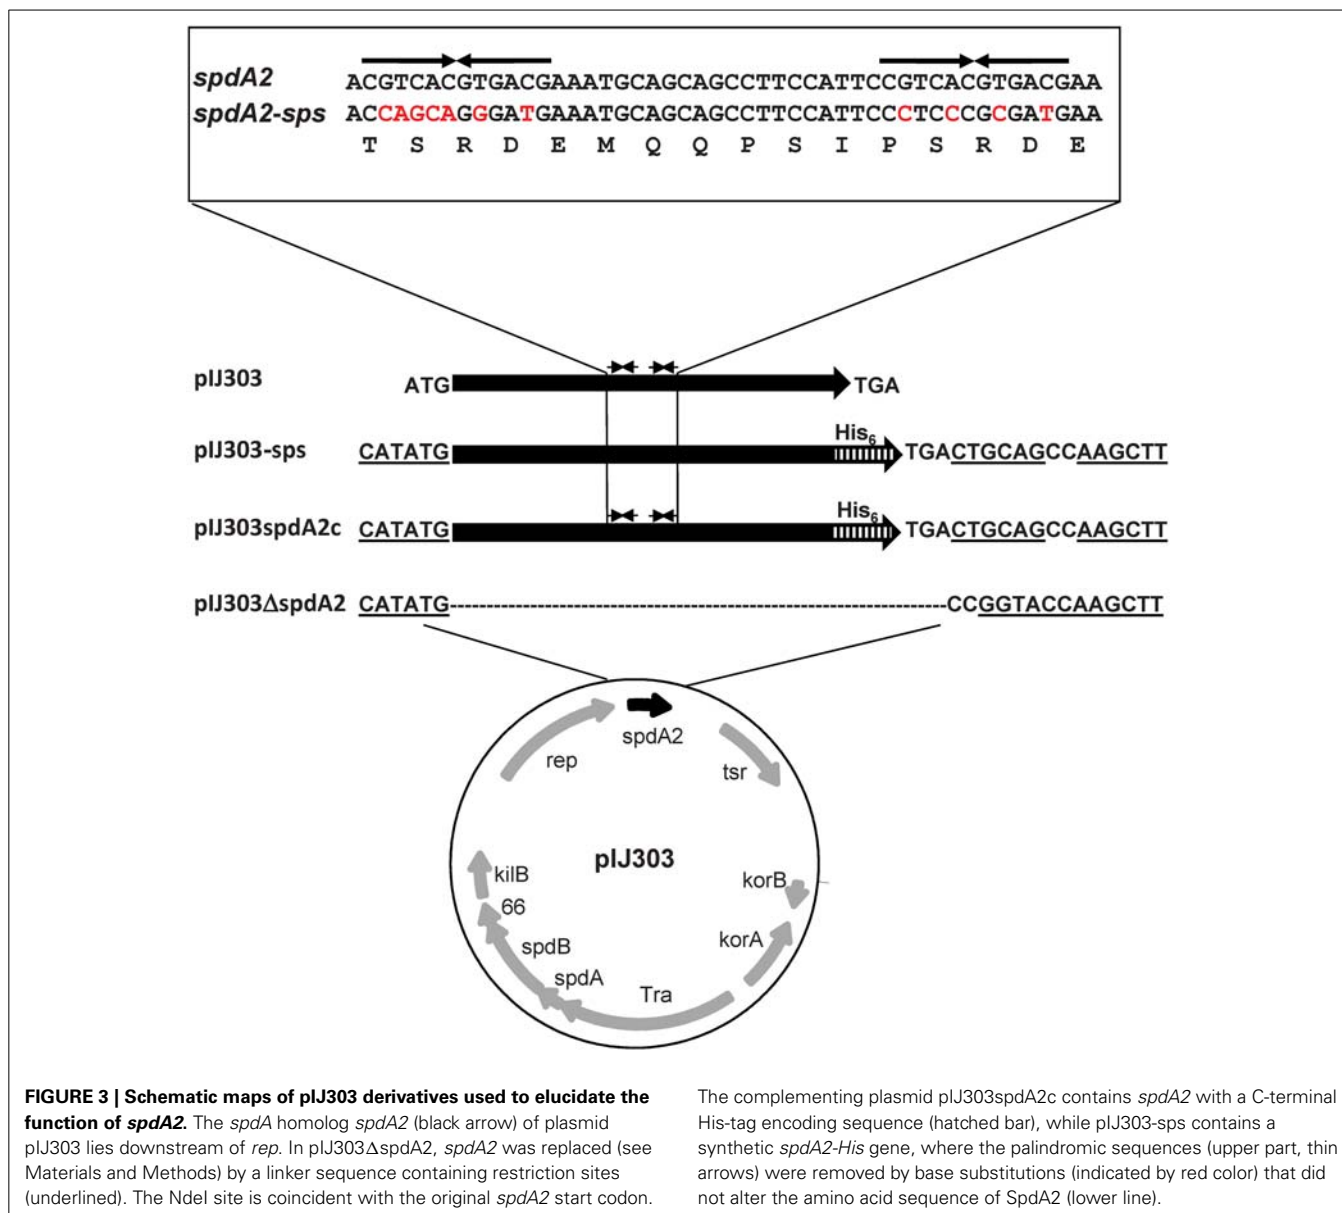 spdA2 ACGTCACGTGACGAAATGCAGCAGCCTTCCATTCCGTCACGTGACGAA
spdA2-sps ACCAGCAGGGATGAAATGCAGCAGCCTTCCATTCCCTCCCGCGATGAA
T S R D E M Q Q P S I P S R D E
pIJ303 ATG TGA
His6
pIJ303-sps CATATG TGACTGCAGCCAAGCTT
His6
pIJ303spdA2c CATATG TGACTGCAGCCAAGCTT
pIJ303ΔspdA2 CATATG CCGGTACCAAGCTT
spdA2
rep
tsr
pIJ303
kilB
korB
66
korA
spdB
spdA
Tra
FIGURE 3 | Schematic maps of pIJ303 derivatives used to elucidate the
function of spdA2. The spdA homolog spdA2 (black arrow) of plasmid
pIJ303 lies downstream of rep. In pIJ303ΔspdA2, spdA2 was replaced (see
Materials and Methods) by a linker sequence containing restriction sites
(underlined). The NdeI site is coincident with the original spdA2 start codon.
The complementing plasmid pIJ303spdA2c contains spdA2 with a C-terminal
His-tag encoding sequence (hatched bar), while pIJ303-sps contains a
synthetic spdA2-His gene, where the palindromic sequences (upper part, thin
arrows) were removed by base substitutions (indicated by red color) that did
not alter the amino acid sequence of SpdA2 (lower line).